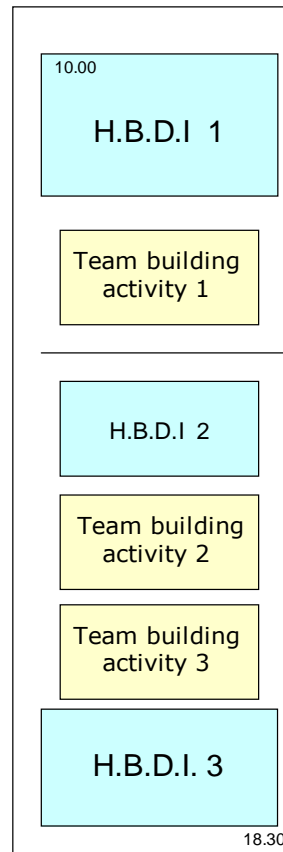 10.00
H.B.D.I 1
Team building
activity 1
H.B.D.I 2
Team building
activity 2
Team building
activity 3
H.B.D.I. 3
18.30